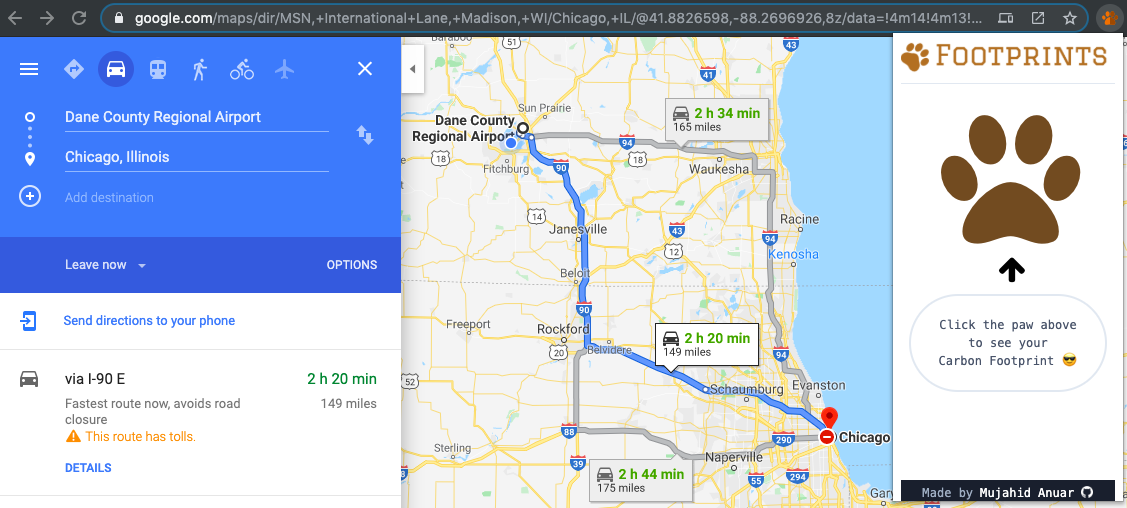 google.com/maps/dir/MSN,+International+Lane,+Madison,+WI/Chicago,+IL/@41.8826598,-88.2696926,8z/data=!4m14!4m13!...
Dane County Regional Airport
Chicago, Illinois
Add destination
Leave now
OPTIONS
Send directions to your phone
via I-90 E
2 h 20 min
Fastest route now, avoids road
closure
149 miles
This route has tolls.
DETAILS
Baraboo
51
43
41
Sun Prairie
2 h 34 min
165 miles
Dane County
Regional Airport
94
18
18
Fitchburg
90
Waukesha
14
Janesville
43
Racine
12
94
Kenosha
Beloit
90
Freeport
Rockford
20
Belvidere
2 h 20 min
149 miles
94
52
Schaumburg
Evanston
88
290
Chicago
Sterling
39
Naperville
2 h 44 min
175 miles
55
294
94
Gary
FOOTPRINTS
Click the paw above
to see your
Carbon Footprint 😎
Made by Mujahid Anuar